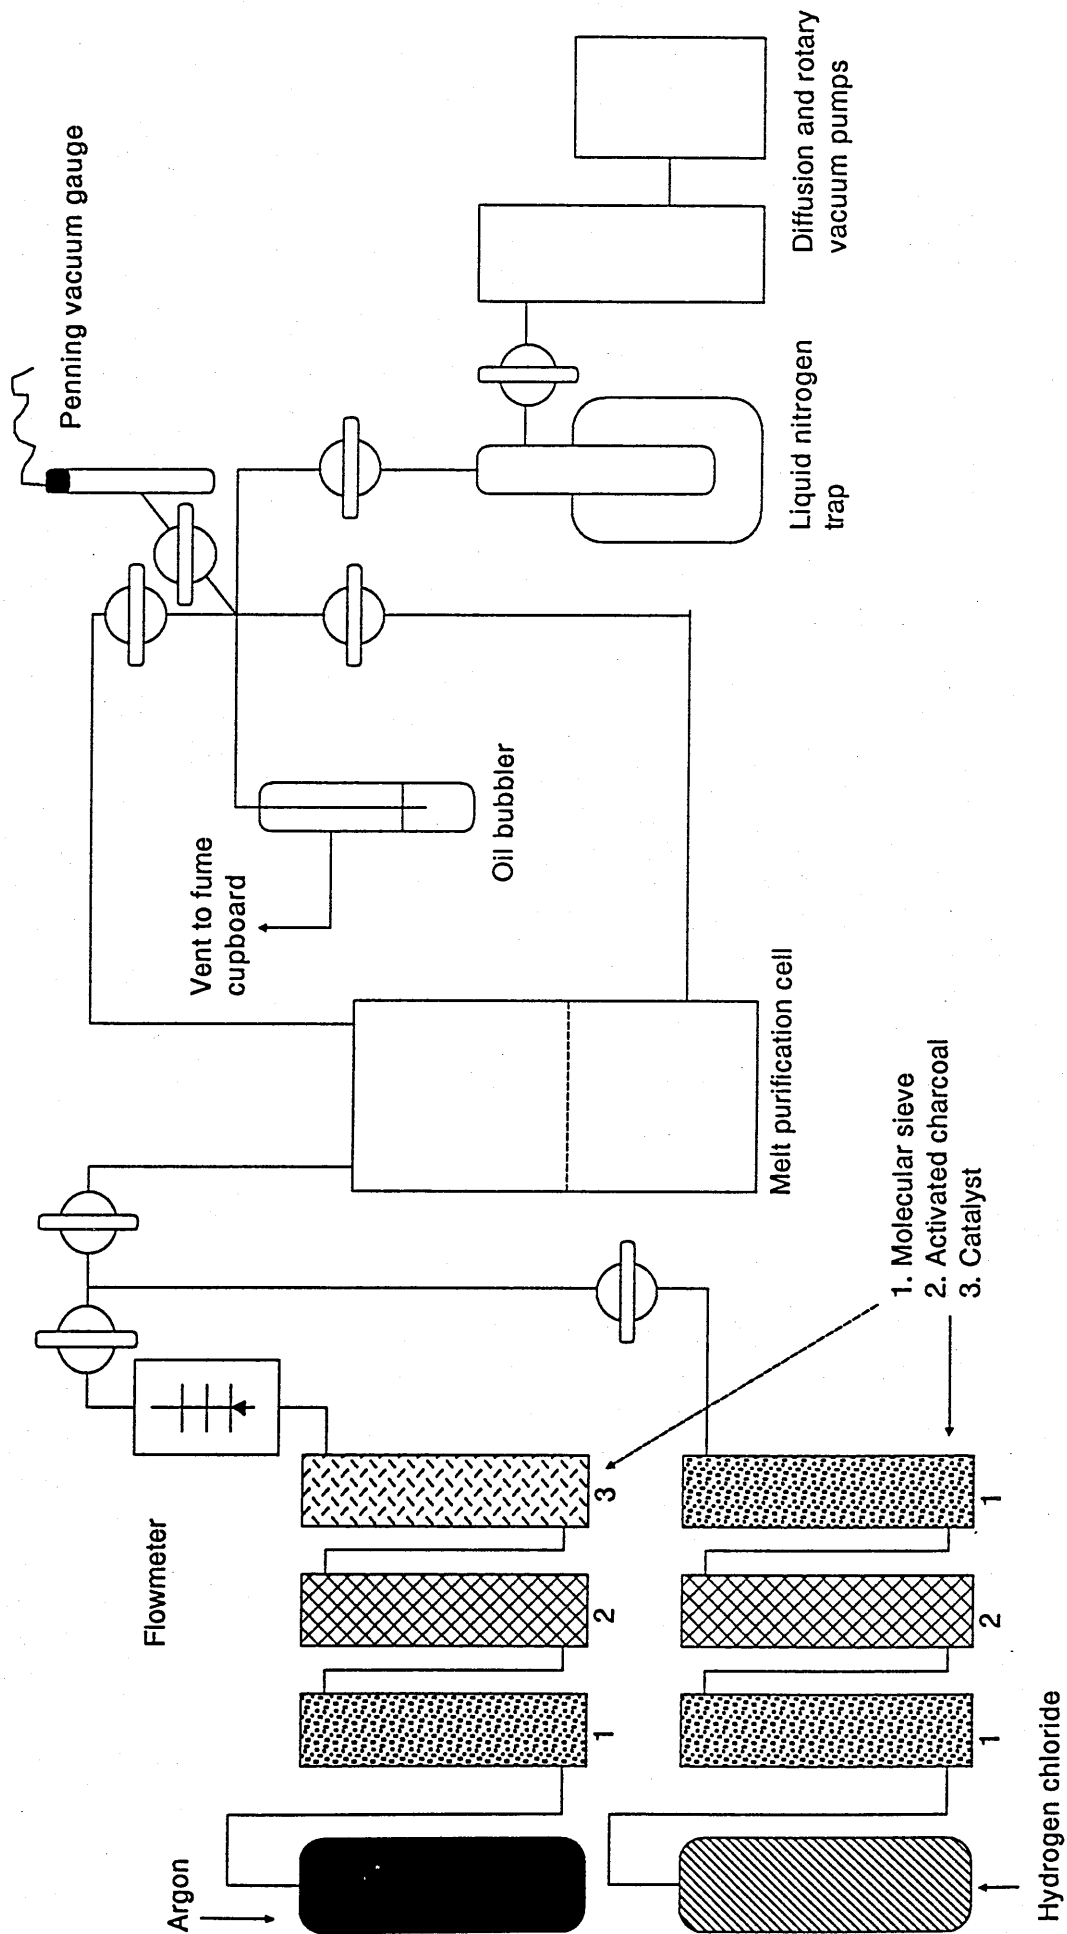 Argon
Hydrogen chloride
1
2
3
1
2
1
Flowmeter
1. Molecular sieve
2. Activated charcoal
3. Catalyst
Melt purification cell
Vent to fume
cupboard
Oil bubbler
Penning vacuum gauge
Liquid nitrogen
trap
Diffusion and rotary
vacuum pumps